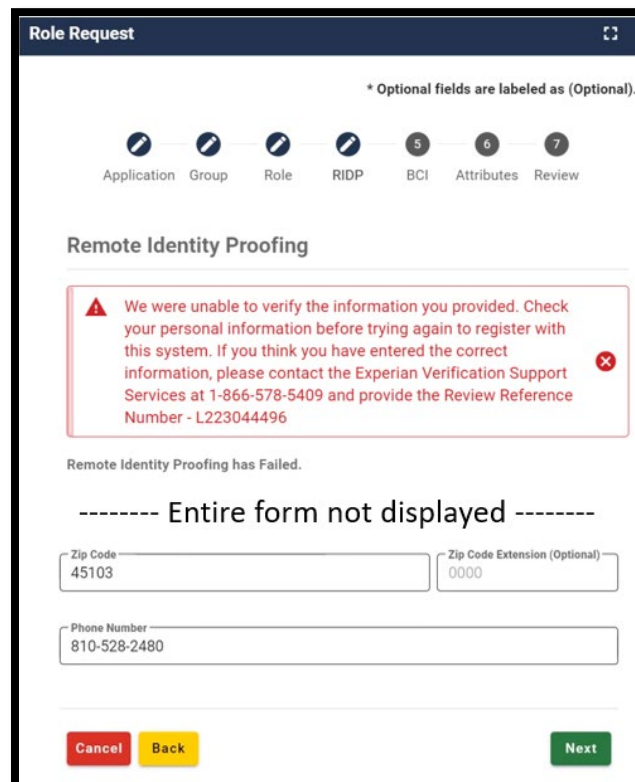 Role Request
* Optional fields are labeled as (Optional).
5 6 7
Application Group Role RIDP BCI Attributes Review
Remote Identity Proofing
We were unable to verify the information you provided. Check
your personal information before trying again to register with
this system. If you think you have entered the correct
information, please contact the Experian Verification Support
Services at 1-866-578-5409 and provide the Review Reference
Number - L223044496
Remote Identity Proofing has Failed.
-------- Entire form not displayed --------
Zip Code Zip Code Extension (Optional)
45103 0000
Phone Number
810-528-2480
Cancel Back Next